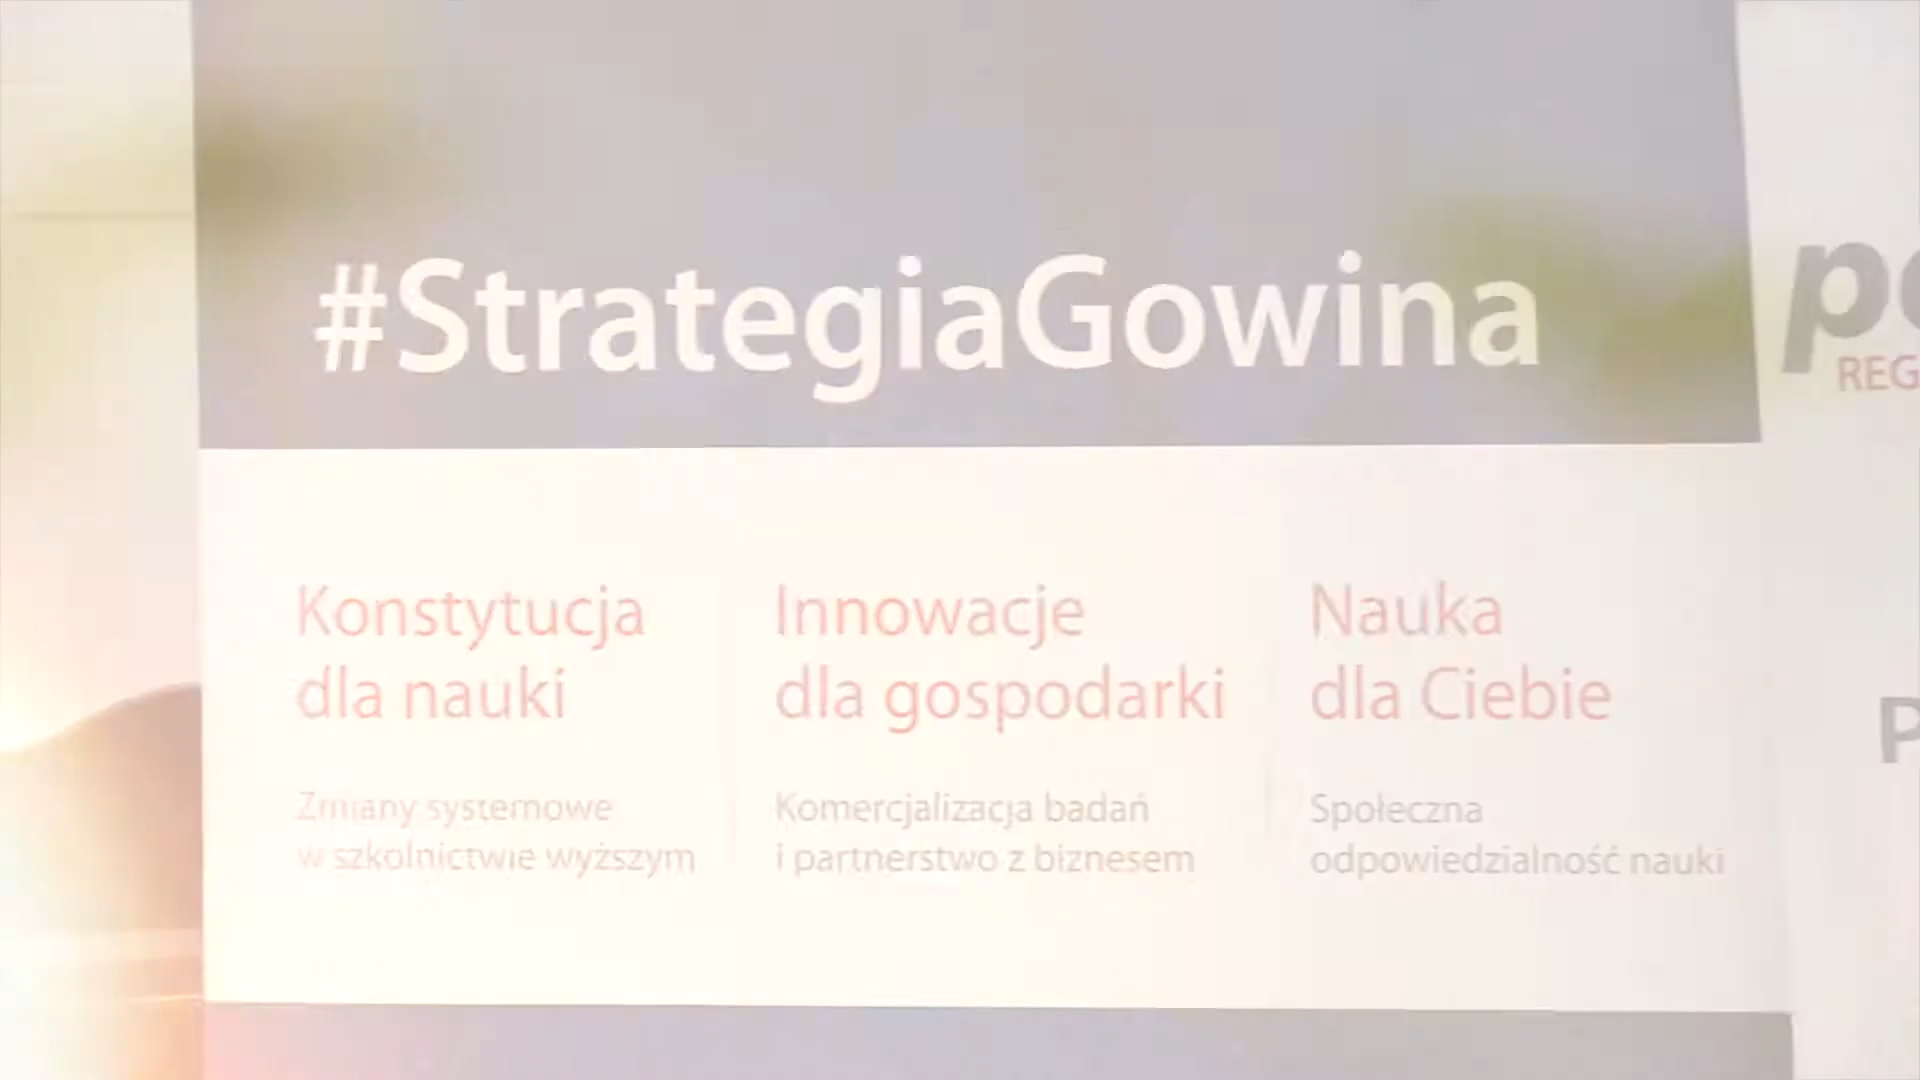 #StrategiaGowina
Konstytucja
dla nauki
Zmiany systemowe
w szkolnictwie wyższym
Innowacje
dla gospodarki
Komercjalizacja badań
i partnerstwo z biznesem
Nauka
dla Ciebie
Społeczna
odpowiedzialność nauki